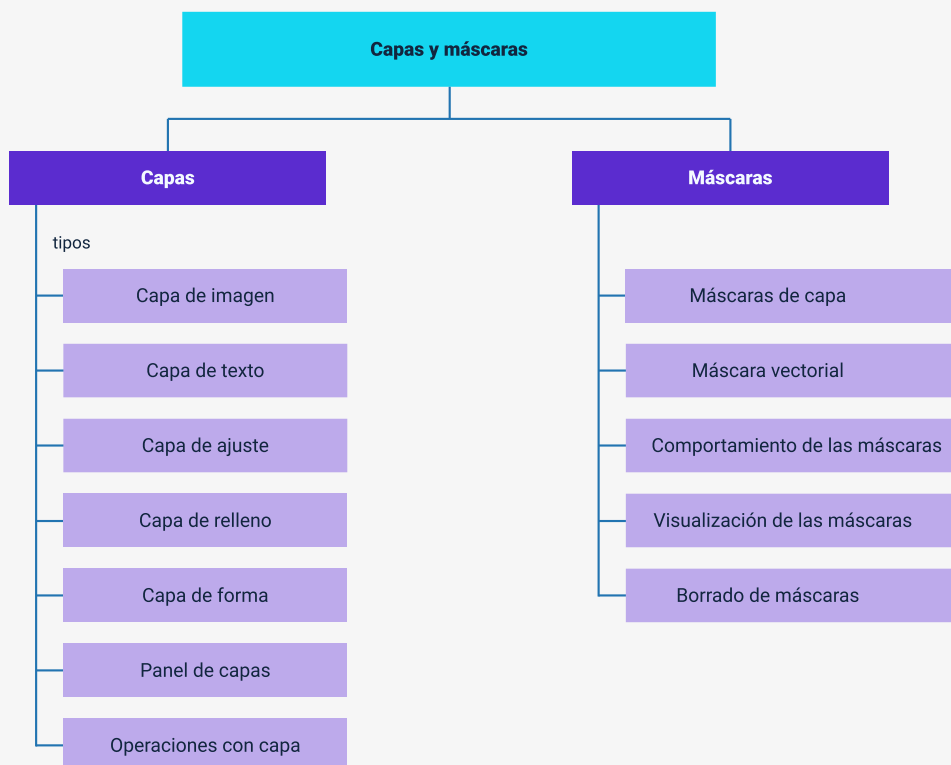 Capas y máscaras
Capas
tipos
Capa de imagen
Capa de texto
Capa de ajuste
Capa de relleno
Capa de forma
Panel de capas
Operaciones con capa
Máscaras
Máscaras de capa
Máscara vectorial
Comportamiento de las máscaras
Visualización de las máscaras
Borrado de máscaras